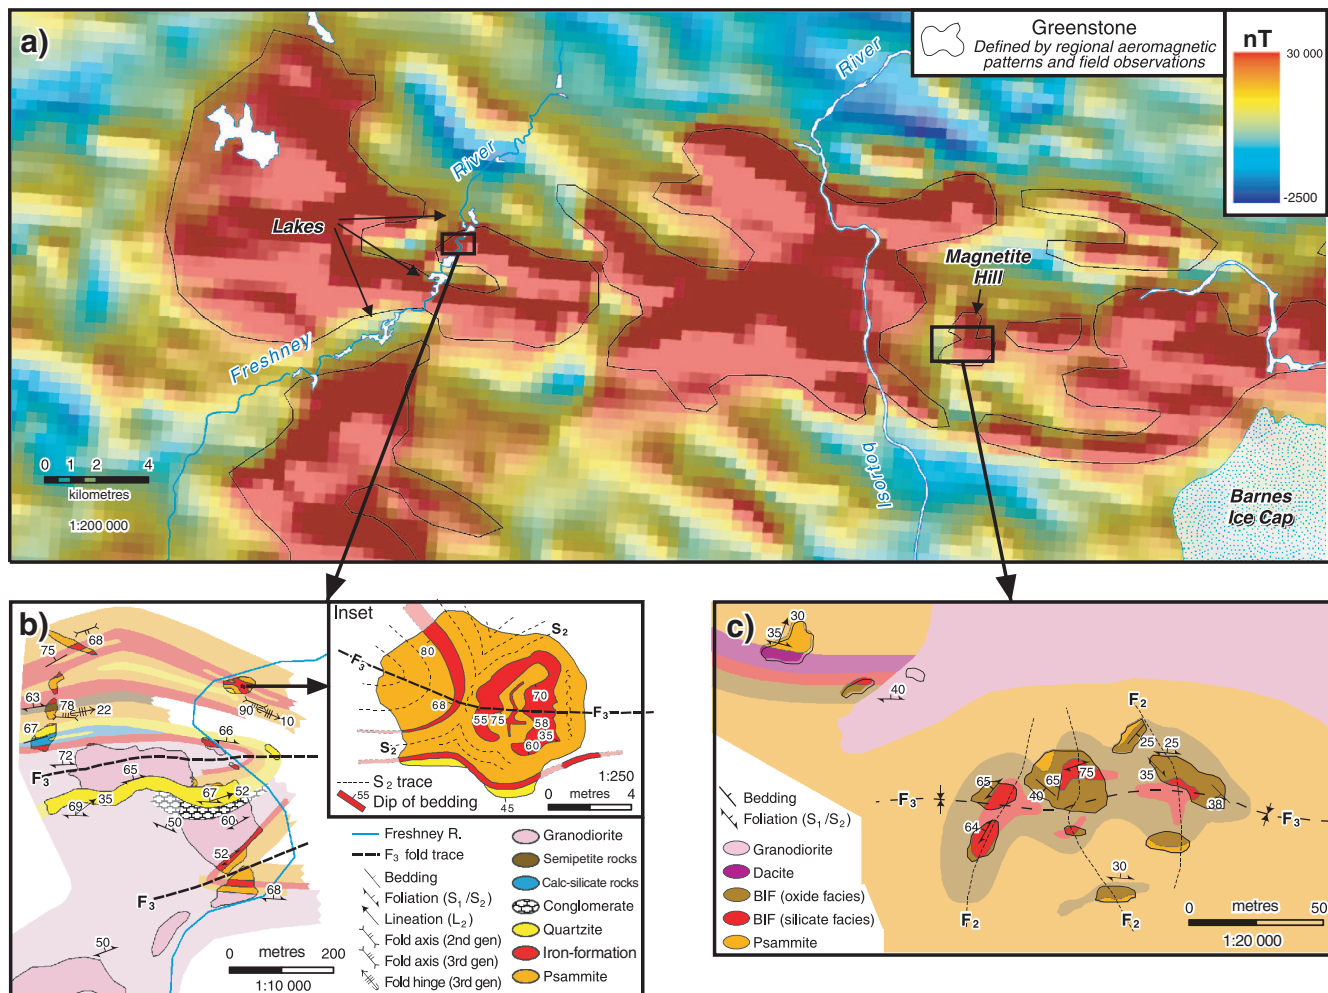 a)
Greenstone
Defined by regional aeromagnetic
patterns and field observations
nT
30 000
-2500
River
River
Lakes
Freshney
Isortoq
Magnetite
Hill
Barnes
Ice Cap
0 1 2 4
kilometres
1:200 000
b)
75
68
63
78
22
67
90
10
66
72
F3
65
35
69
67
52
50
60
52
F3
68
50
0 metres 200
1:10 000
Inset
S2
80
F3
68
70
55
75
58
35
60
F3
S2
45
S2 trace
55
Dip of bedding
1:250
0 metres 4
Freshney R.
F3 fold trace
Bedding
Foliation (S1/S2)
Lineation (L2)
Fold axis (2nd gen)
Fold axis (3rd gen)
Fold hinge (3rd gen)
Granodiorite
Semipetite rocks
Calc-silicate rocks
Conglomerate
Quartzite
Iron-formation
Psammite
c)
30
35
40
F2
25
25
65
65
75
35
40
38
F3
F3
64
30
F2
F2
Bedding
Foliation (S1/S2)
Granodiorite
Dacite
BIF (oxide facies)
BIF (silicate facies)
Psammite
0 metres 50
1:20 000